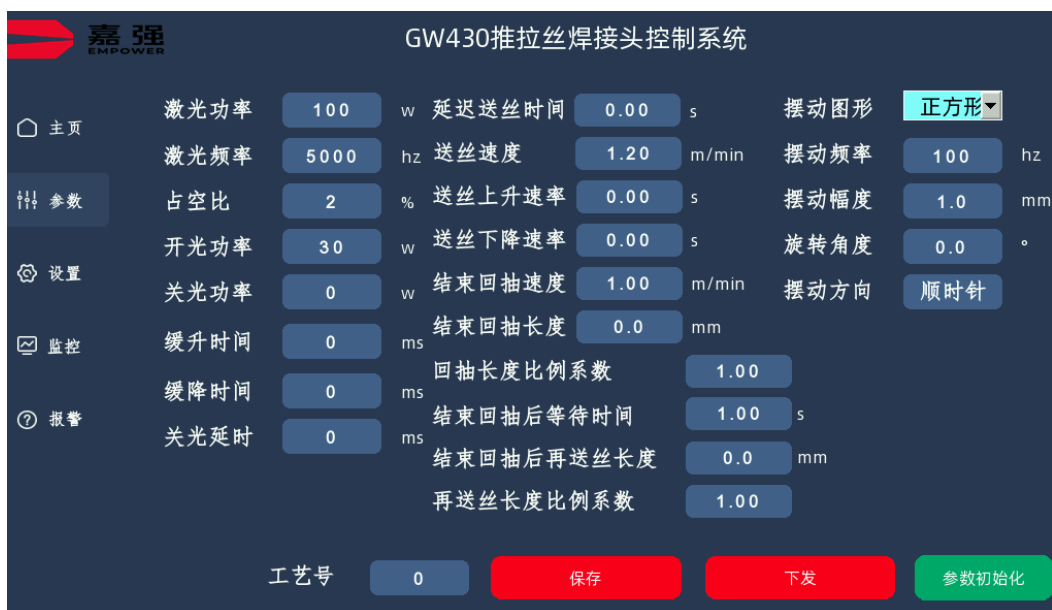 嘉强
EMPOWER
GW430推拉丝焊接头控制系统
主页
参数
设置
监控
报警
激光功率 100 w
激光频率 5000 hz
占空比 2 %
开光功率 30 w
关光功率 0 w
缓升时间 0 ms
缓降时间 0 ms
关光延时 0 ms
延迟送丝时间 0.00 s
送丝速度 1.20 m/min
送丝上升速率 0.00 s
送丝下降速率 0.00 s
结束回抽速度 1.00 m/min
结束回抽长度 0.0 mm
回抽长度比例系数 1.00
结束回抽后等待时间 1.00 s
结束回抽后再送丝长度 0.0 mm
再送丝长度比例系数 1.00
摆动图形 正方形
摆动频率 100 hz
摆动幅度 1.0 mm
旋转角度 0.0 °
摆动方向 顺时针
工艺号 0 保存 下发 参数初始化